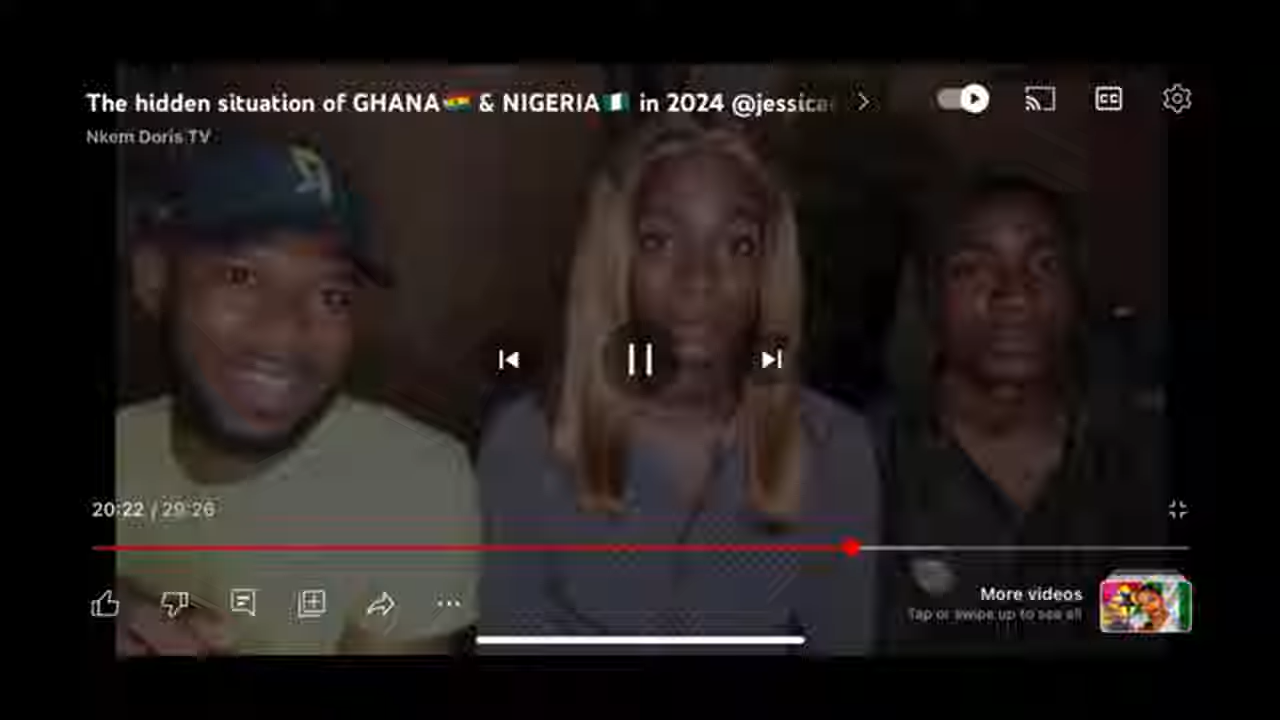 The hidden situation of GHANA🇬🇭 & NIGERIA🇳🇬 in 2024 @jessica
Nkem Doris TV
CC
20:22 / 29:26
More videos
Tap or swipe up to see all